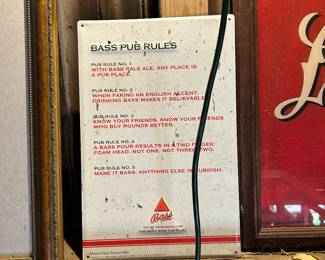 BASS PUB RULES
PUB RULE NO. 1
WITH BASS PALE ALE, ANY PLACE IS
A PUB PLACE.
PUB RULE NO. 2
WHEN FAKING AN ENGLISH ACCENT,
DRINKING BASS MAKES IT BELIEVABLE.
PUB RULE NO. 3
KNOW YOUR FRIENDS. KNOW YOUR FRIENDS
WHO BUY ROUNDS BETTER.
PUB RULE NO. 4
A BASS POUR RESULTS IN A TWO FINGER
FOAM HEAD. NOT ONE. NOT THREE. TWO.
PUB RULE NO. 5
MAKE IT BASS. ANYTHING ELSE IS RUBBISH.
Bass